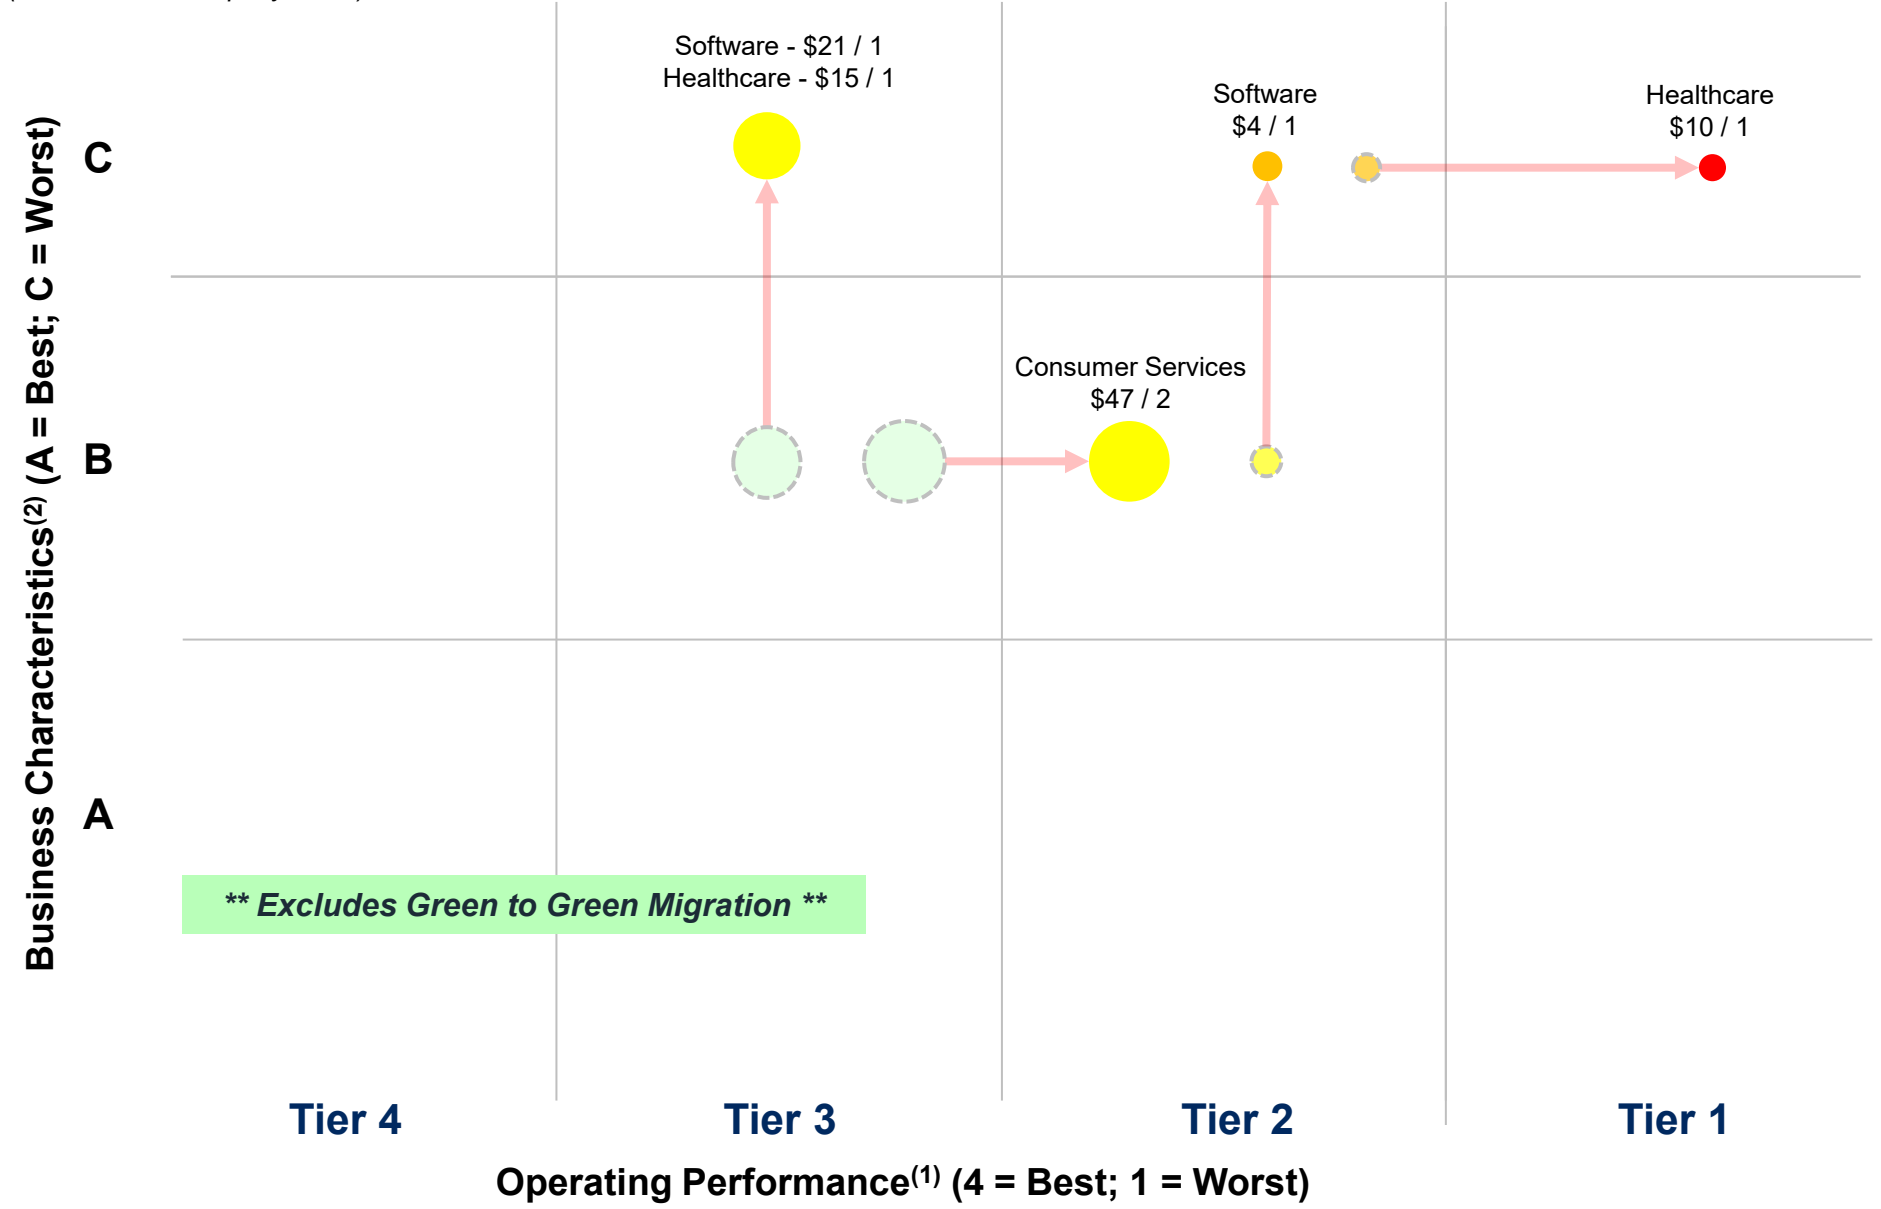 Software - $21 / 1
Healthcare - $15 / 1
Software
$4 / 1
Healthcare
$10 / 1
C
Consumer Services
$47 / 2
B
A
Business Characteristics(2) (A = Best; C = Worst)
** Excludes Green to Green Migration **
Tier 4
Tier 3
Tier 2
Tier 1
Operating Performance(1) (4 = Best; 1 = Worst)